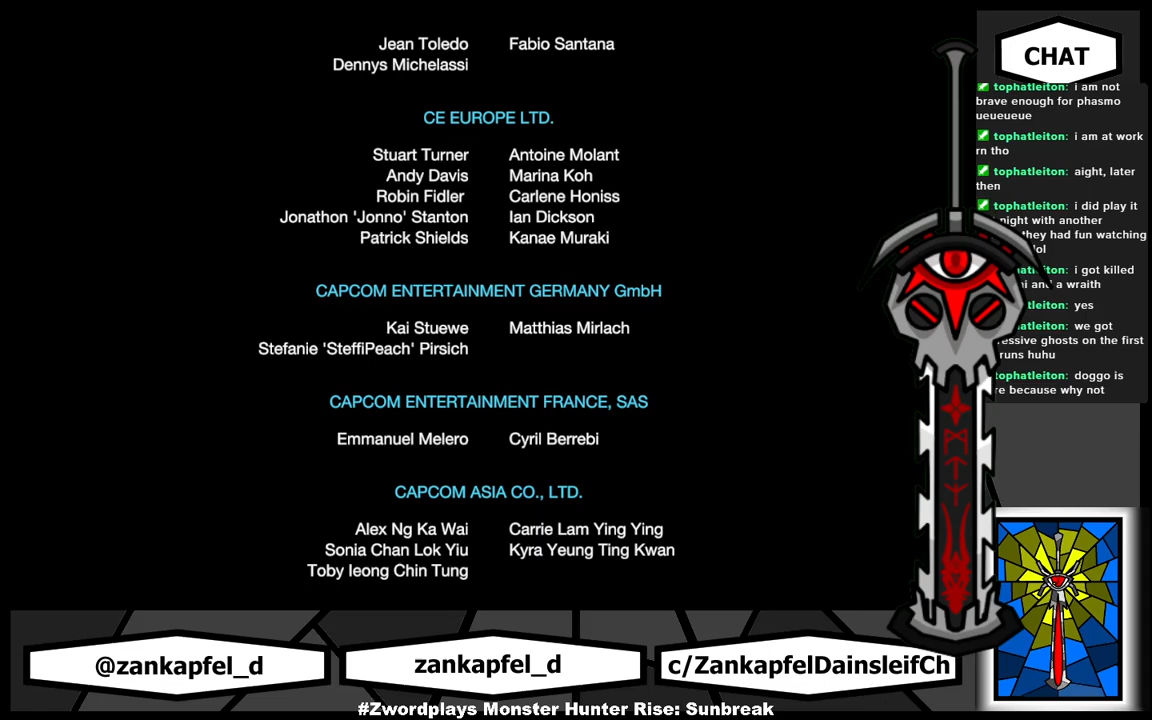 Jean Toledo Fabio Santana
Dennys Michelassi
CE EUROPE LTD.
Stuart Turner Antoine Molant
Andy Davis Marina Koh
Robin Fidler Carlene Honiss
Jonathon 'Jonno' Stanton Ian Dickson
Patrick Shields Kanae Muraki
CAPCOM ENTERTAINMENT GERMANY GmbH
Kai Stuewe Matthias Mirlach
Stefanie 'SteffiPeach' Pirsich
CAPCOM ENTERTAINMENT FRANCE, SAS
Emmanuel Melero Cyril Berrebi
CAPCOM ASIA CO., LTD.
Alex Ng Ka Wai Carrie Lam Ying Ying
Sonia Chan Lok Yiu Kyra Yeung Ting Kwan
Toby Ieong Chin Tung
CHAT
tophatleiton: i am not
brave enough for phasmo
ueueueue
tophatleiton: i am at work
rn tho
tophatleiton: aight, later
then
tophatleiton: i did play it
night with another
they had fun watching
lol
i got killed
and a wraith
yes
we got
ghosts on the first
runs huhu
tophatleiton: doggo is
because why not
@zankapfel_d
zankapfel_d
c/ZankapfelDainsleifCh
#Zwordplays Monster Hunter Rise: Sunbreak